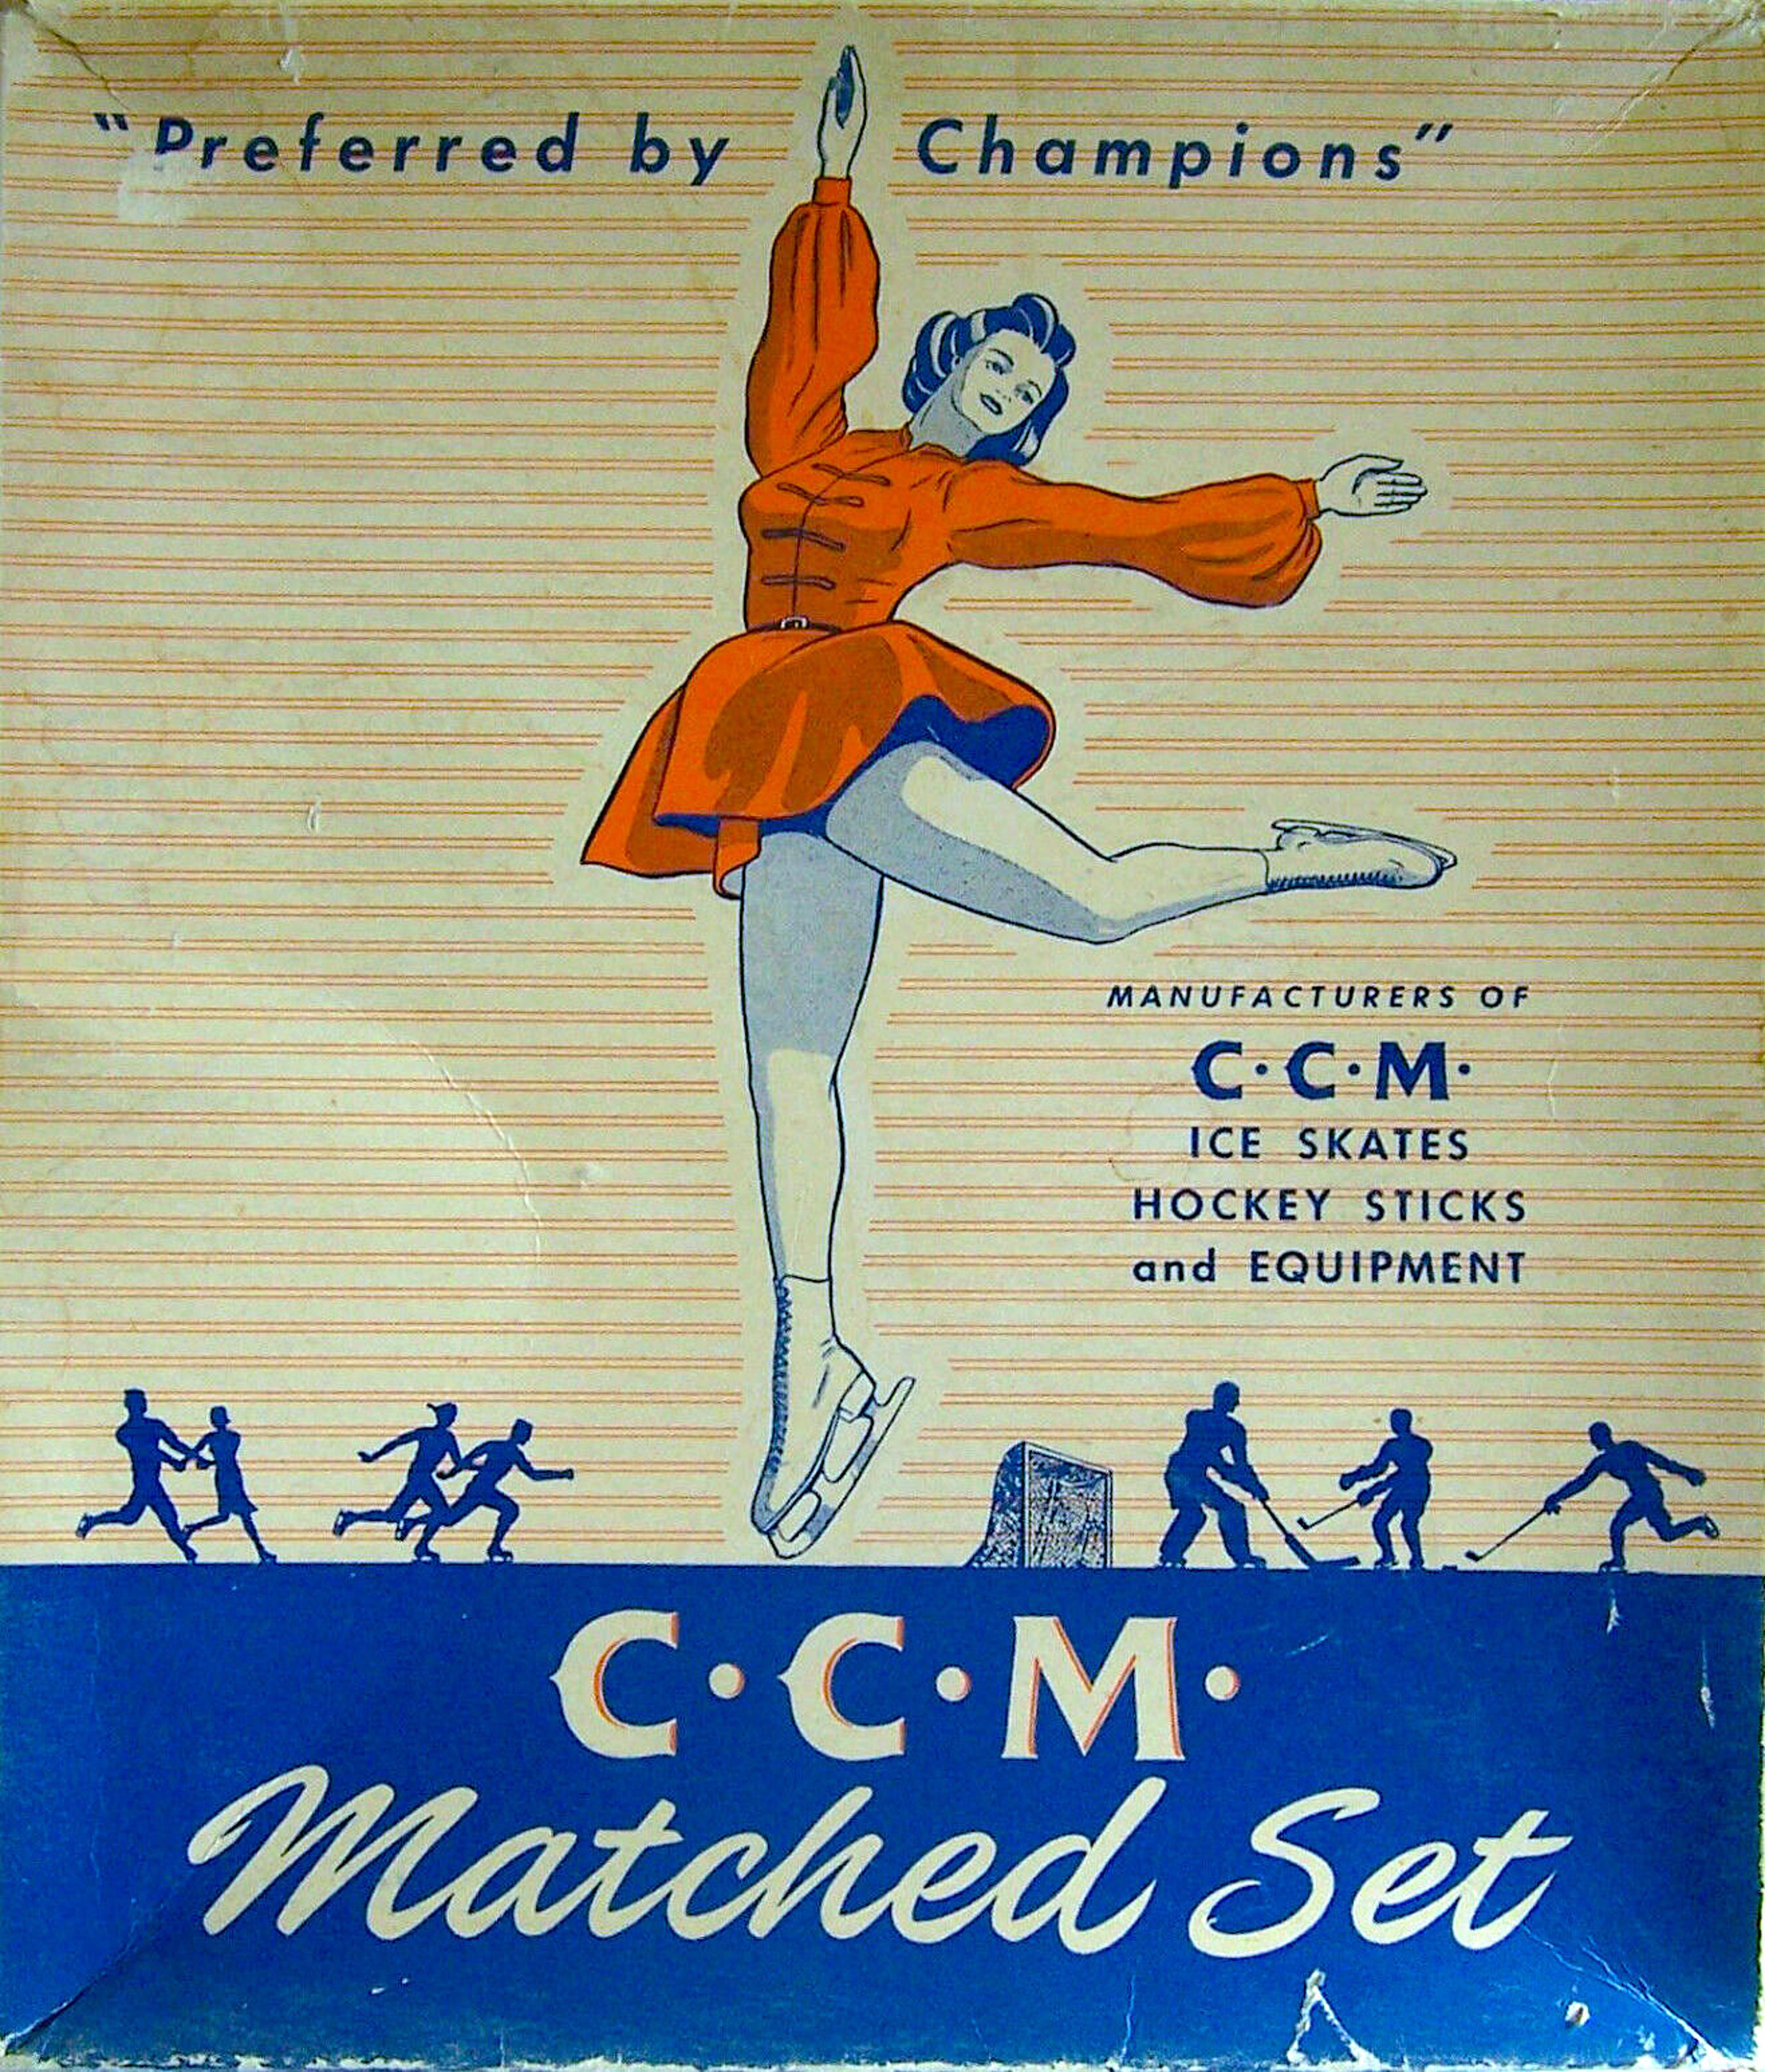 "Preferred by Champions"
MANUFACTURERS OF
C·C·M·
ICE SKATES
HOCKEY STICKS
and EQUIPMENT
C·C·M·
Matched Set